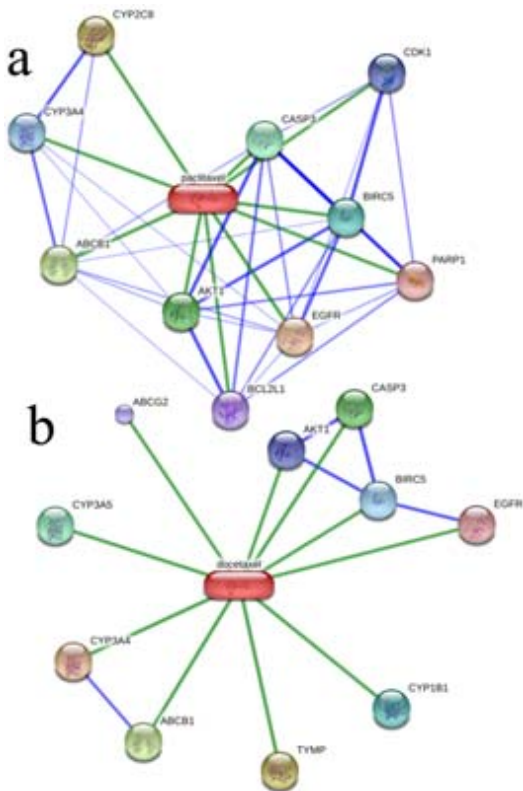 a
CYP2C8
CDK1
CYP3A4
CASP3
paclitaxel
BIRC5
ABCB1
PARP1
AKT1
EGFR
BCL2L1
b
ABCG2
CASP3
AKT1
BIRC5
CYP3A5
EGFR
docetaxel
CYP3A4
CYP1B1
ABCB1
TYMP